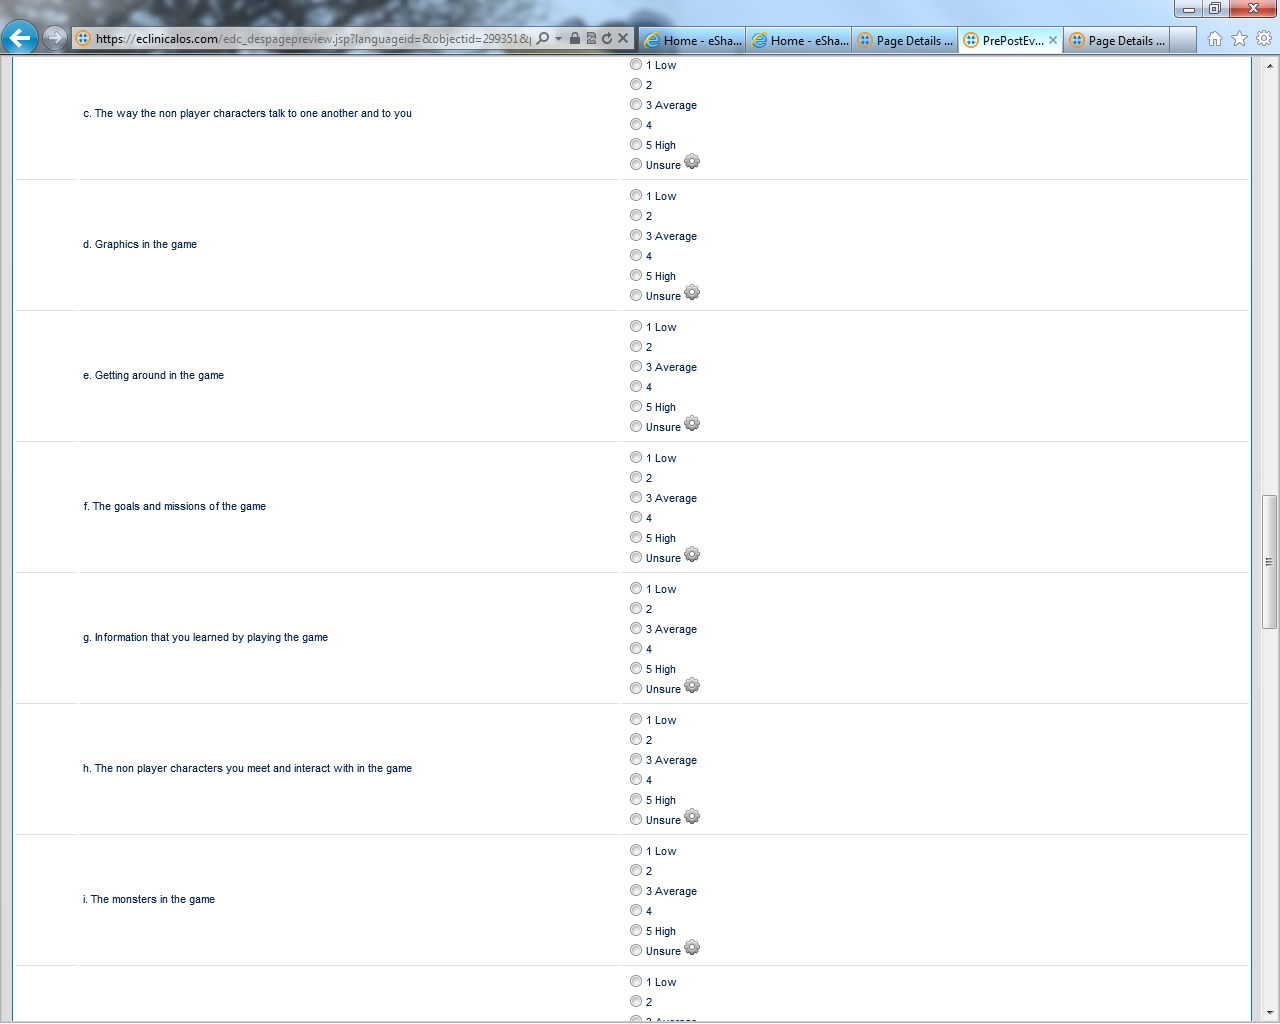 https://eclinicalos.com/edc_despagepreview.jsp?languageid=&objectid=299351&
Home - eSha...
Home - eSha...
Page Details ...
PrePostEv...
Page Details ...
1 Low
2
c. The way the non player characters talk to one another and to you
3 Average
4
5 High
Unsure
1 Low
2
d. Graphics in the game
3 Average
4
5 High
Unsure
1 Low
2
e. Getting around in the game
3 Average
4
5 High
Unsure
1 Low
2
f. The goals and missions of the game
3 Average
4
5 High
Unsure
1 Low
2
g. Information that you learned by playing the game
3 Average
4
5 High
Unsure
1 Low
2
h. The non player characters you meet and interact with in the game
3 Average
4
5 High
Unsure
1 Low
2
i. The monsters in the game
3 Average
4
5 High
Unsure
1 Low
2
3 Average